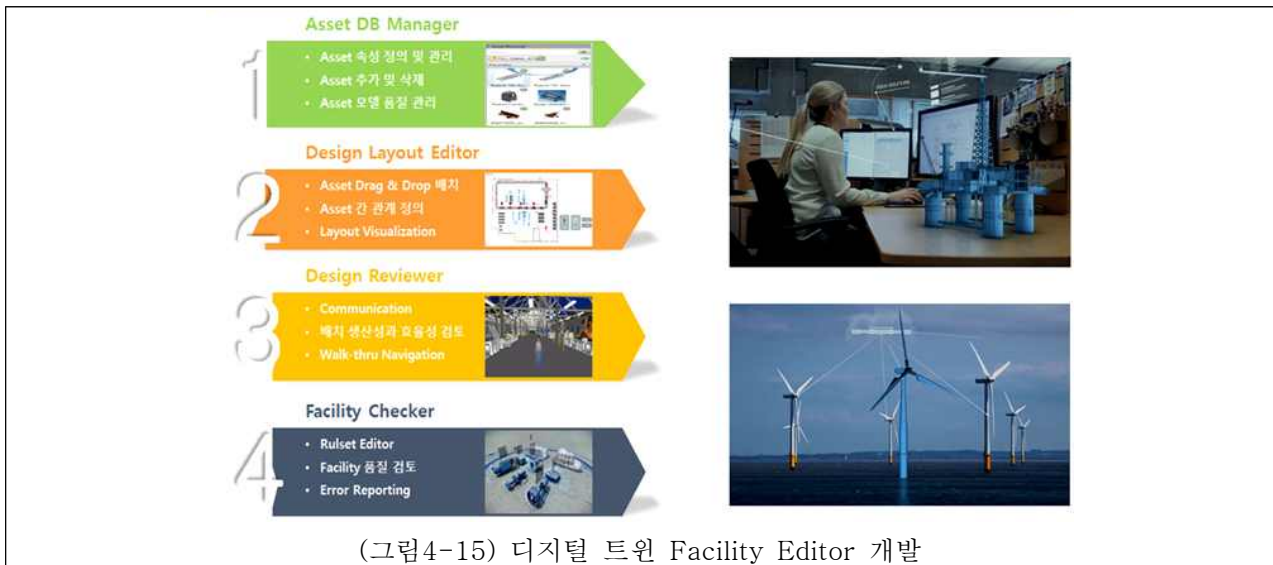 Asset DB Manager
1
• Asset 속성 정의 및 관리
• Asset 추가 및 삭제
• Asset 모델 품질 관리
Design Layout Editor
2
• Asset Drag & Drop 배치
• Asset 간 관계 정의
• Layout Visualization
Design Reviewer
3
• Communication
• 배치 생산성과 효율성 검토
• Walk-thru Navigation
Facility Checker
4
• Rulset Editor
• Facility 품질 검토
• Error Reporting
(그림4-15) 디지털 트윈 Facility Editor 개발